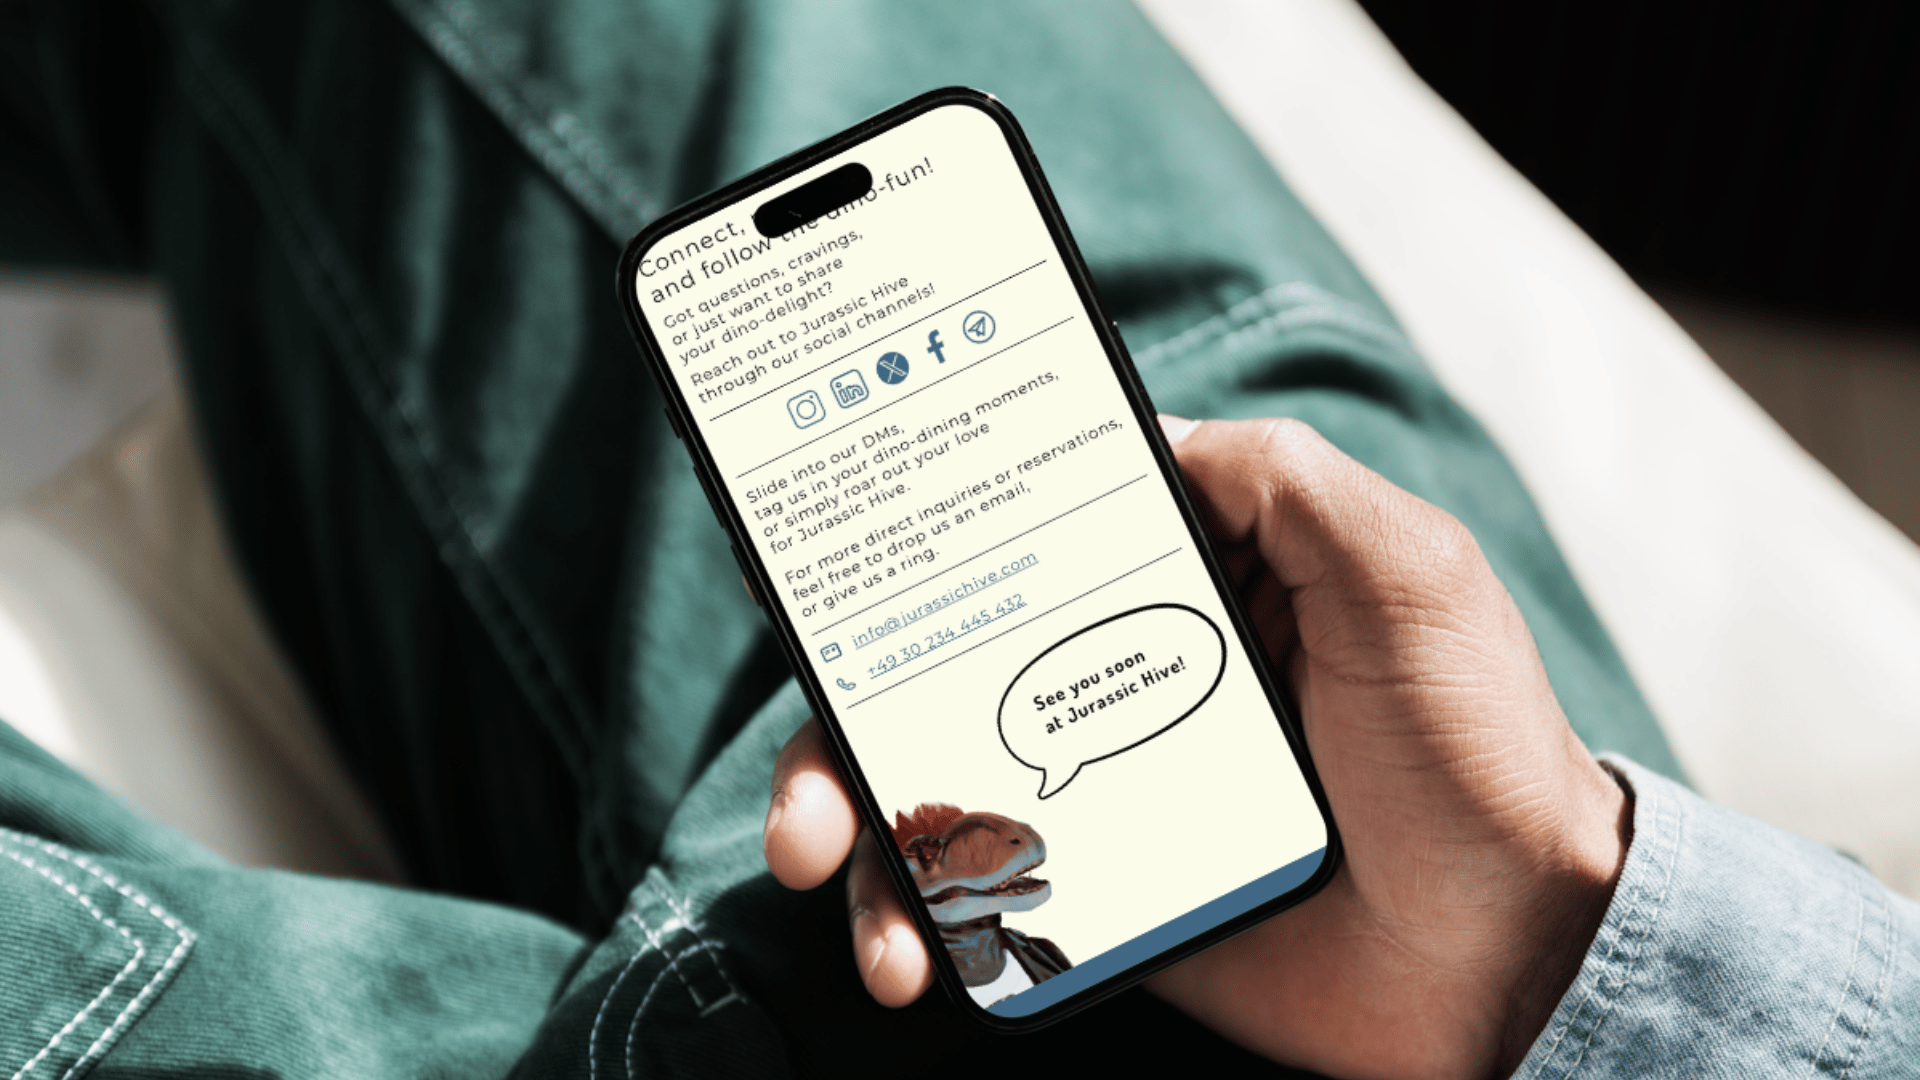 Connect,
and follow the dino-fun!
Got questions, cravings,
or just want to share
your dino-delight?
Reach out to Jurassic Hive
through our social channels!
Slide into our DMs,
tag us in your dino-dining moments,
or simply roar out your love
for Jurassic Hive.
For more direct inquiries or reservations,
feel free to drop us an email,
or give us a ring.
info@jurassichive.com
+49 30 234 445 432
See you soon
at Jurassic Hive!